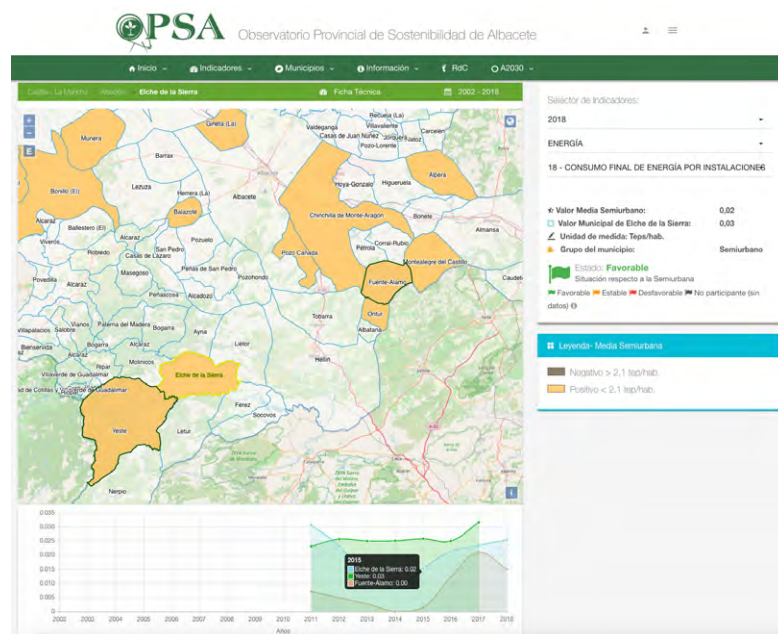 OPSA Observatorio Provincial de Sostenibilidad de Albacete
Inicio Indicadores Municipios Información RdC A2030
Castilla - La Mancha Albacete Elche de la Sierra Ficha Técnica 2002 - 2018
Selector de Indicadores:
2018
ENERGÍA
18 - CONSUMO FINAL DE ENERGÍA POR INSTALACIONES
Valor Media Semiurbano: 0,02
Valor Municipal de Elche de la Sierra: 0,03
Unidad de medida: Teps/hab.
Grupo del municipio: Semiurbano
Estado: Favorable
Situación respecto a la Semiurbana
Favorable Estable Desfavorable No participante (sin
datos)
Leyenda- Media Semiurbana
Negativo > 2,1 tep/hab.
Positivo < 2,1 tep/hab.
+
−
E
i
Gineta (La)
Valdeganga
Recueja (La)
Villavaliente
Casas de Juan Núñez
Jorquera
Carcelén
Pozo-Lorente
Munera
Barrax
Lezuza
Herrera (La)
Albacete
Hoya-Gonzalo
Higueruela
Alpera
Bonillo (El)
Balazote
Chinchilla de Monte-Aragón
Bonete
Almansa
Alcaraz
Ballestero (El)
Viveros
Robledo
Alcaraz
San Pedro
Casas de Lázaro
Pozuelo
Peñas de San Pedro
Pozohondo
Pozo Cañada
Pétrola
Corral-Rubio
Montealegre del Castillo
Caudete
Povedilla
Alcaraz
Masegoso
Peñascosa
Alcadozo
Fuente-Álamo
Tobarra
Ontur
Albatana
Villapalacios
Salobre
Vianos
Paterna del Madera
Bogarra
Ayna
Liétor
Hellín
Bienservida
Alcaraz
Bogarra
Alcaraz
Riópar
Molinicos
Villaverde de Guadalimar
Elche de la Sierra
Férez
Socovos
Yeste
Letur
Nerpio
0.035
0.030
0.025
0.020
0.015
0.010
0.005
0
2015
Elche de la Sierra: 0.02
Yeste: 0.03
Fuente-Álamo: 0.00
2002 2003 2004 2005 2006 2007 2008 2009 2010 2011 2012 2013 2014 2015 2016 2017 2018
Años